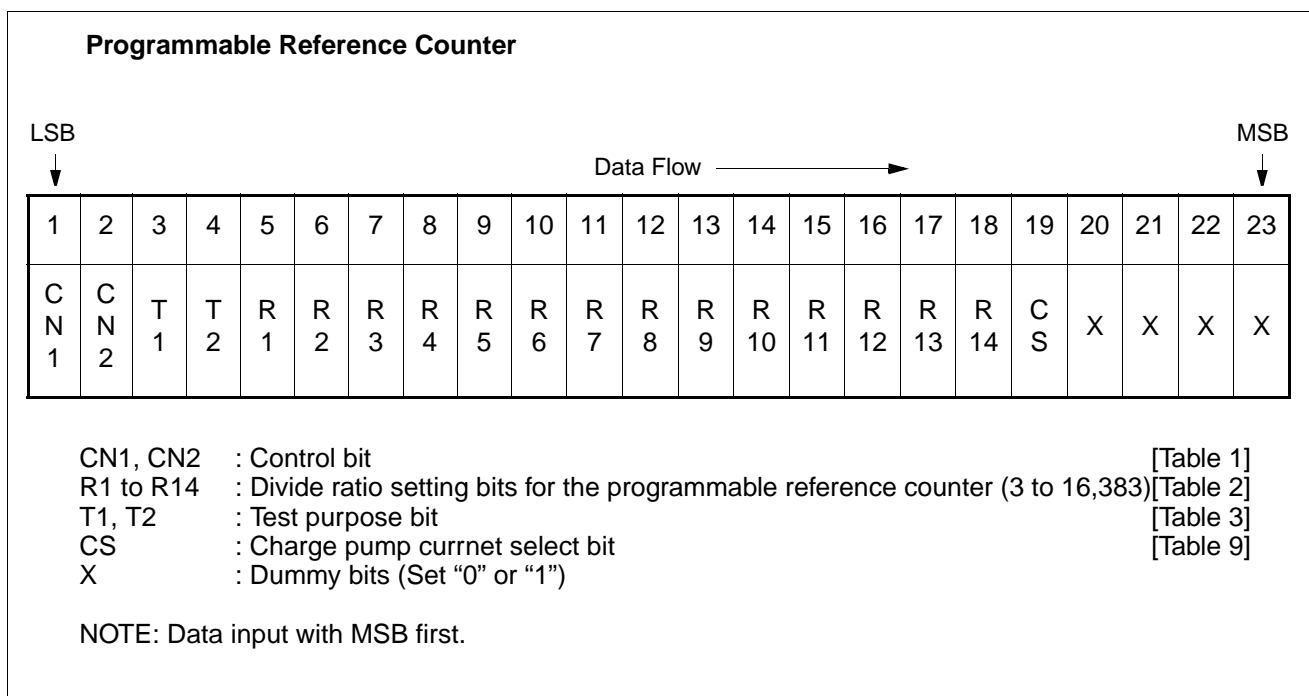 Programmable Reference Counter
LSB MSB
Data Flow
1 2 3 4 5 6 7 8 9 10 11 12 13 14 15 16 17 18 19 20 21 22 23
CN1 CN2 T1 T2 R1 R2 R3 R4 R5 R6 R7 R8 R9 R10 R11 R12 R13 R14 CS X X X X
CN1, CN2 : Control bit [Table 1]
R1 to R14 : Divide ratio setting bits for the programmable reference counter (3 to 16,383)[Table 2]
T1, T2 : Test purpose bit [Table 3]
CS : Charge pump currnet select bit [Table 9]
X : Dummy bits (Set “0” or “1”)
NOTE: Data input with MSB first.